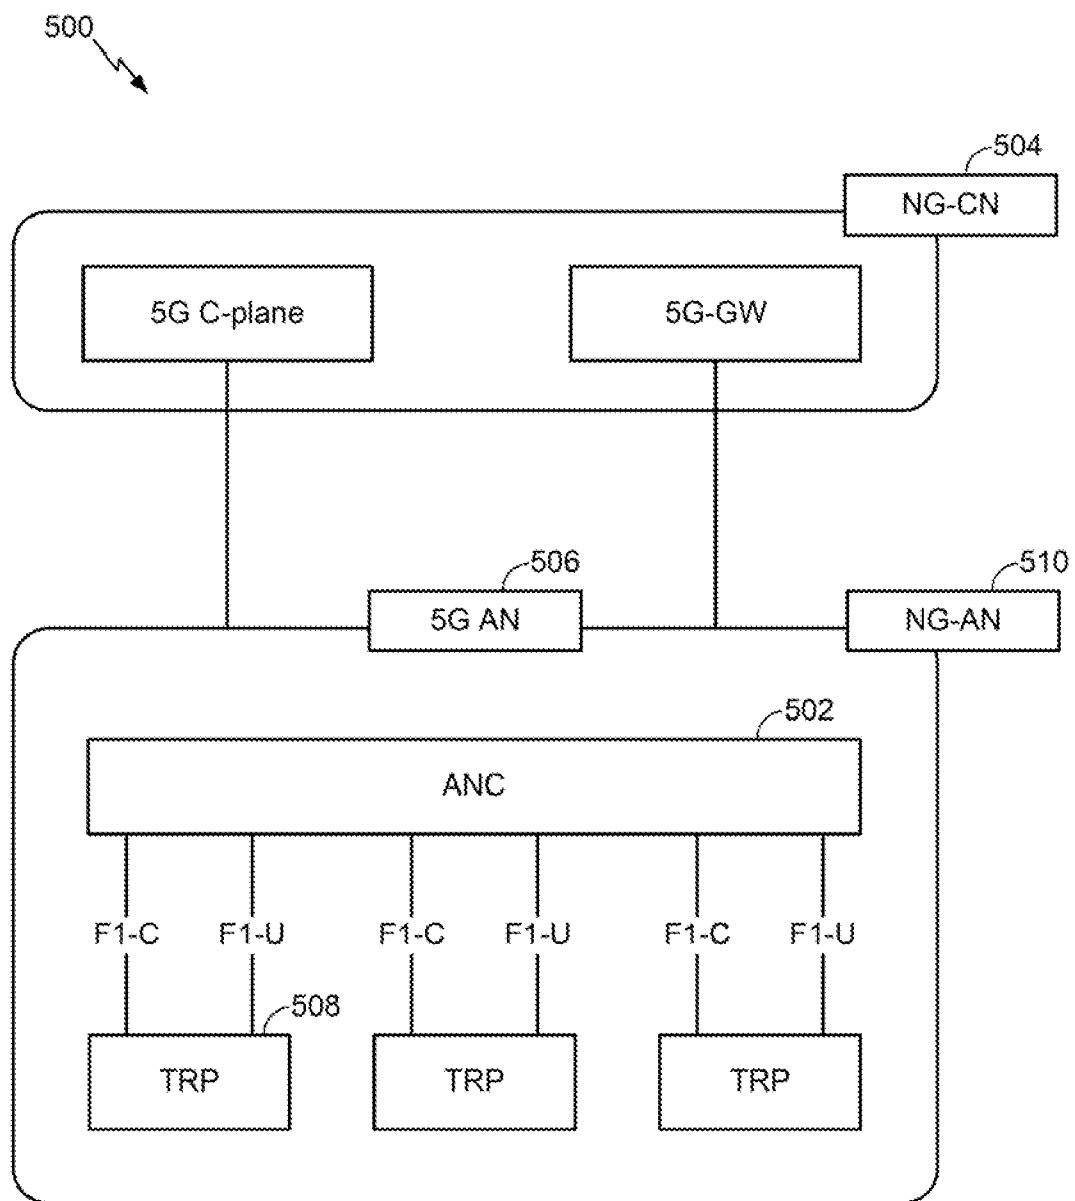 500
504
NG-CN
5G C-plane
5G-GW
506
510
5G AN
NG-AN
502
ANC
F1-C
F1-U
F1-C
F1-U
F1-C
F1-U
508
TRP
TRP
TRP